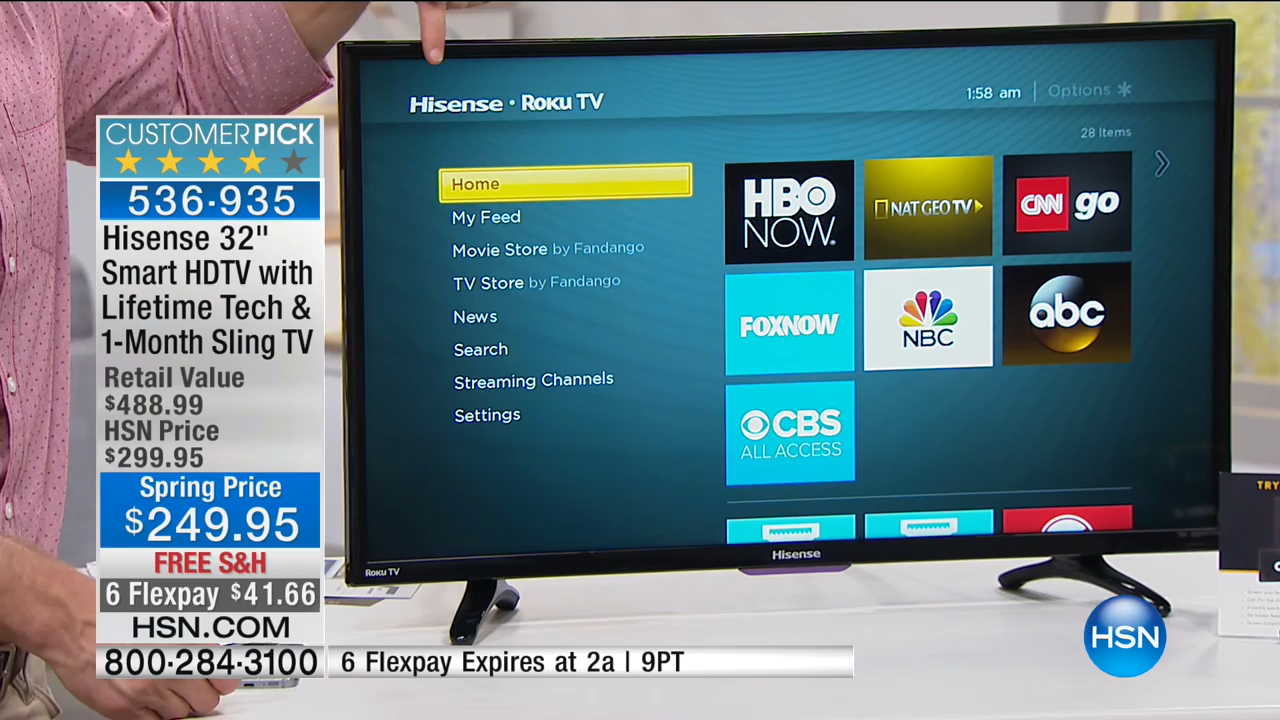 CUSTOMER PICK
536-935
Hisense 32"
Smart HDTV with
Lifetime Tech &
1-Month Sling TV
Retail Value
$488.99
HSN Price
$299.95
Spring Price
$249.95
FREE S&H
6 Flexpay $41.66
HSN.COM
800-284-3100
6 Flexpay Expires at 2a | 9PT
Hisense • Roku TV
1:58 am | Options
28 Items
Home
My Feed
Movie Store by Fandango
TV Store by Fandango
News
Search
Streaming Channels
Settings
HBO
NOW.
NAT GEO TV
CNN go
FOXNOW
NBC
abc
CBS
ALL ACCESS
Hisense
Roku TV
TRY
HSN